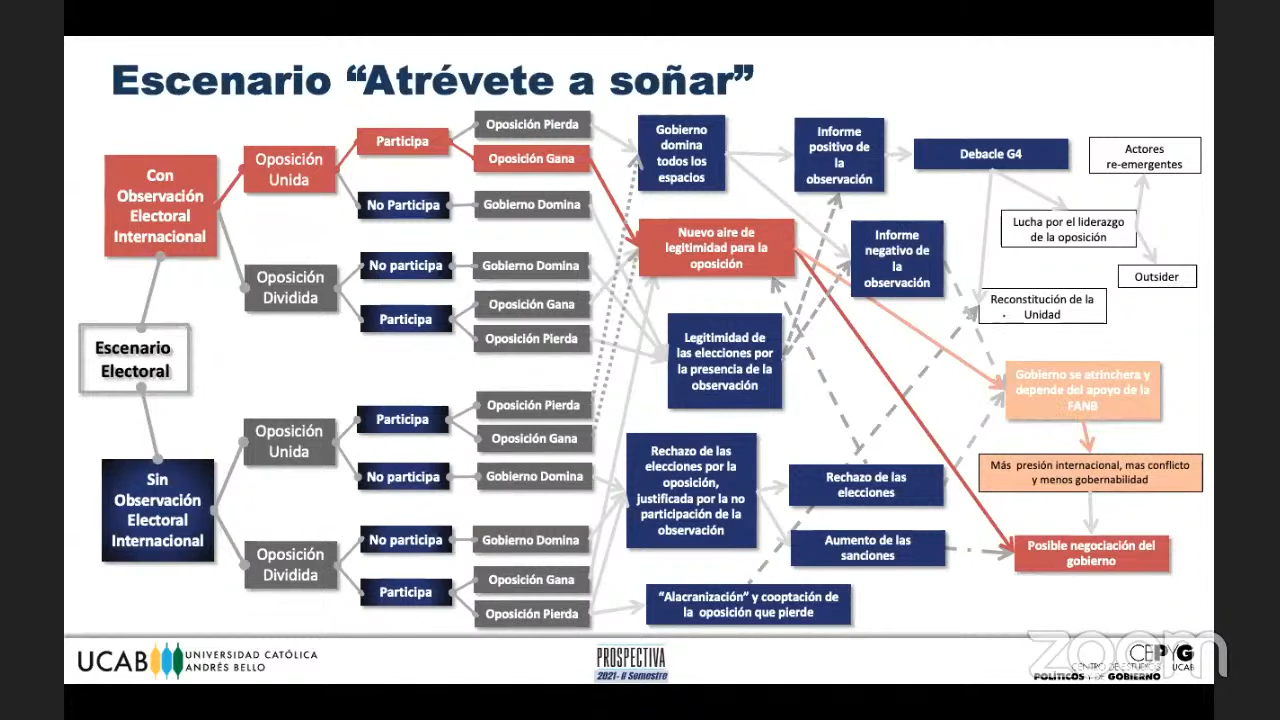 Escenario “Atrévete a soñar”
Con
Observación
Electoral
Internacional
Escenario
Electoral
Sin
Observación
Electoral
Internacional
Oposición
Unida
Oposición
Dividida
Oposición
Unida
Oposición
Dividida
Participa
No Participa
No participa
Participa
Participa
No participa
No participa
Participa
Oposición Pierda
Oposición Gana
Gobierno Domina
Gobierno Domina
Oposición Gana
Oposición Pierda
Oposición Pierda
Oposición Gana
Gobierno Domina
Gobierno Domina
Oposición Gana
Oposición Pierda
Gobierno
domina
todos los
espacios
Nuevo aire de
legitimidad para la
oposición
Legitimidad de
las elecciones por
la presencia de la
observación
Rechazo de las
elecciones por la
oposición,
justificada por la no
participación de la
observación
“Alacranización” y cooptación de
la oposición que pierde
Informe
positivo de
la
observación
Informe
negativo de
la
observación
Rechazo de las
elecciones
Aumento de las
sanciones
Debacle G4
Actores
re-emergentes
Lucha por el liderazgo
de la oposición
Outsider
Reconstitución de la
Unidad
Gobierno se atrinchera y
depende del apoyo de la
FANB
Más presión internacional, mas conflicto
y menos gobernabilidad
Posible negociación del
gobierno
UCAB
UNIVERSIDAD CATÓLICA
ANDRÉS BELLO
PROSPECTIVA
2021- II Semestre
CEPYG
CENTRO DE ESTUDIOS UCAB
POLÍTICOS Y DE GOBIERNO
zoom